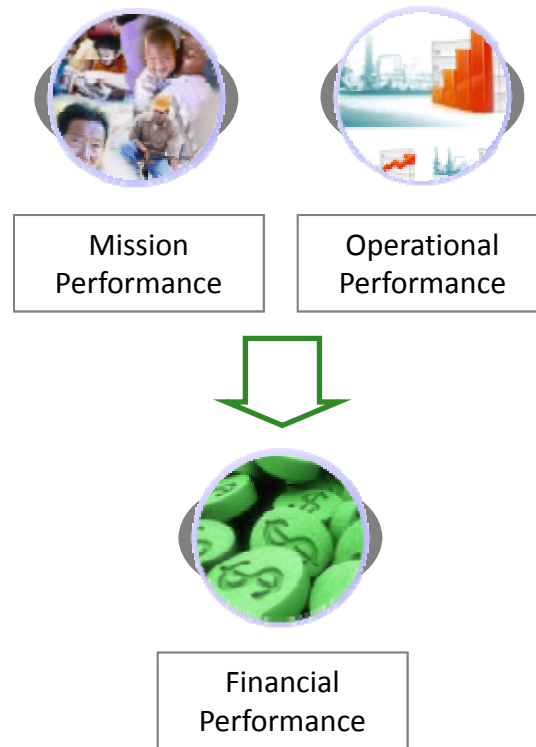 Mission
Performance
Operational
Performance
$
$
$
$
Financial
Performance